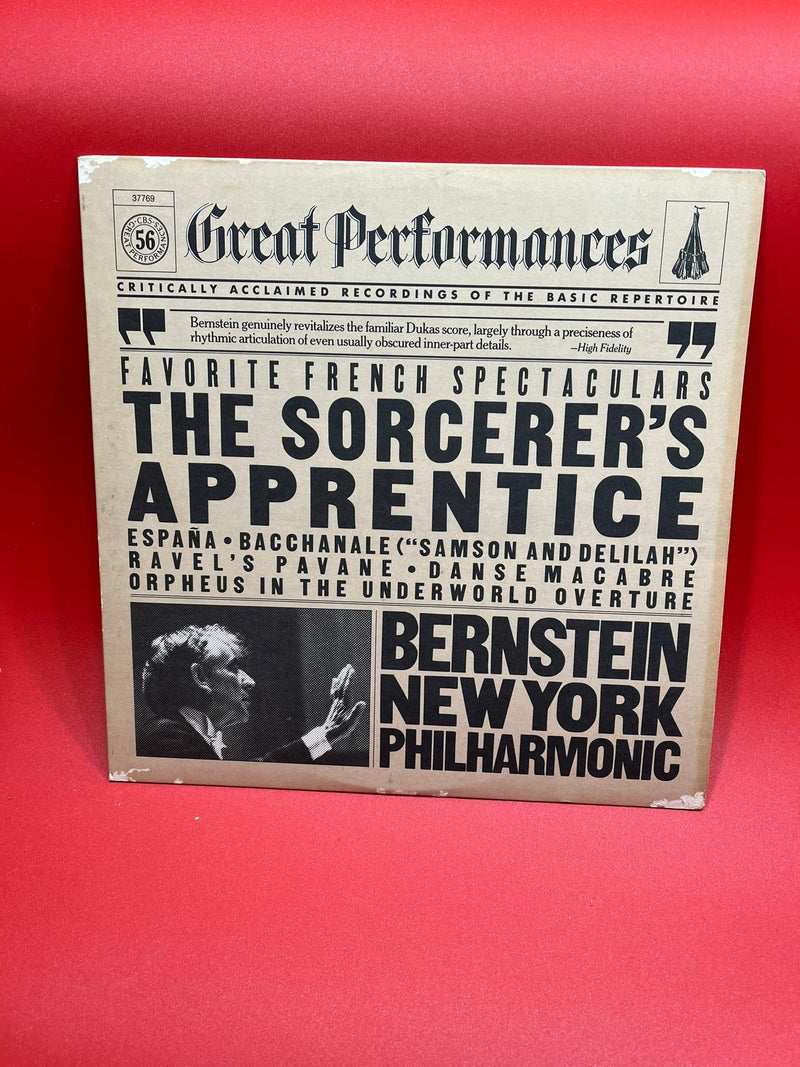 37769
·CBS·
56
GREAT PERFORMANCES
Great Performances
CRITICALLY ACCLAIMED RECORDINGS OF THE BASIC REPERTOIRE
Bernstein genuinely revitalizes the familiar Dukas score, largely through a preciseness of
rhythmic articulation of even usually obscured inner-part details.
—High Fidelity
FAVORITE FRENCH SPECTACULARS
THE SORCERER'S
APPRENTICE
ESPAÑA • BACCHANALE ("SAMSON AND DELILAH")
RAVEL'S PAVANE • DANSE MACABRE
ORPHEUS IN THE UNDERWORLD OVERTURE
BERNSTEIN
NEW YORK
PHILHARMONIC